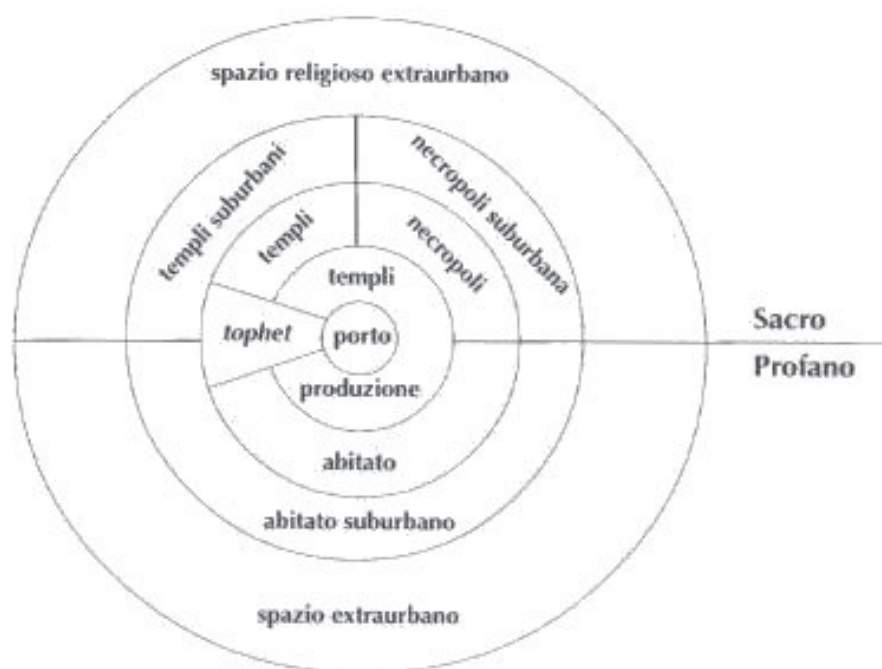 spazio religioso extraurbano
templi suburbani
necropoli suburbana
templi
necropoli
templi
Sacro
tophet
porto
Profano
produzione
abitato
abitato suburbano
spazio extraurbano